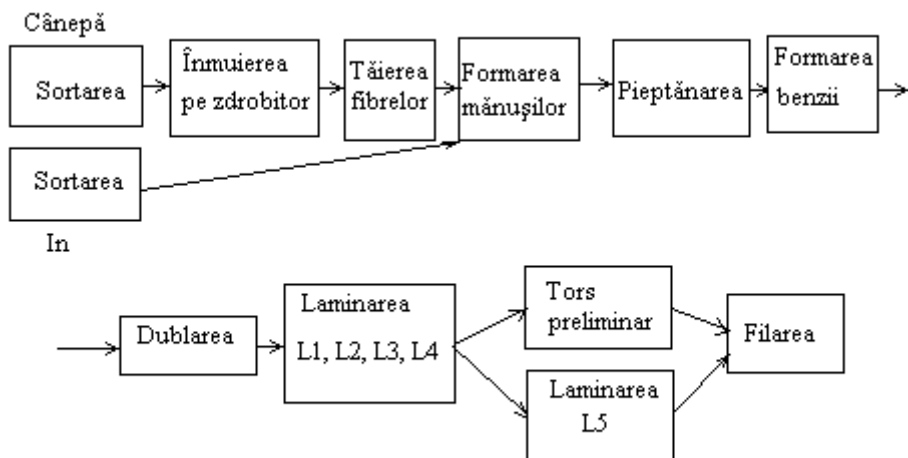 Cânepă
Sortarea
Înmuierea
pe zdrobitor
Tăierea
fibrelor
Formarea
mănuşilor
Pieptănarea
Formarea
benzii
Sortarea
In
Dublarea
Laminarea
L1, L2, L3, L4
Tors
preliminar
Laminarea
L5
Filarea